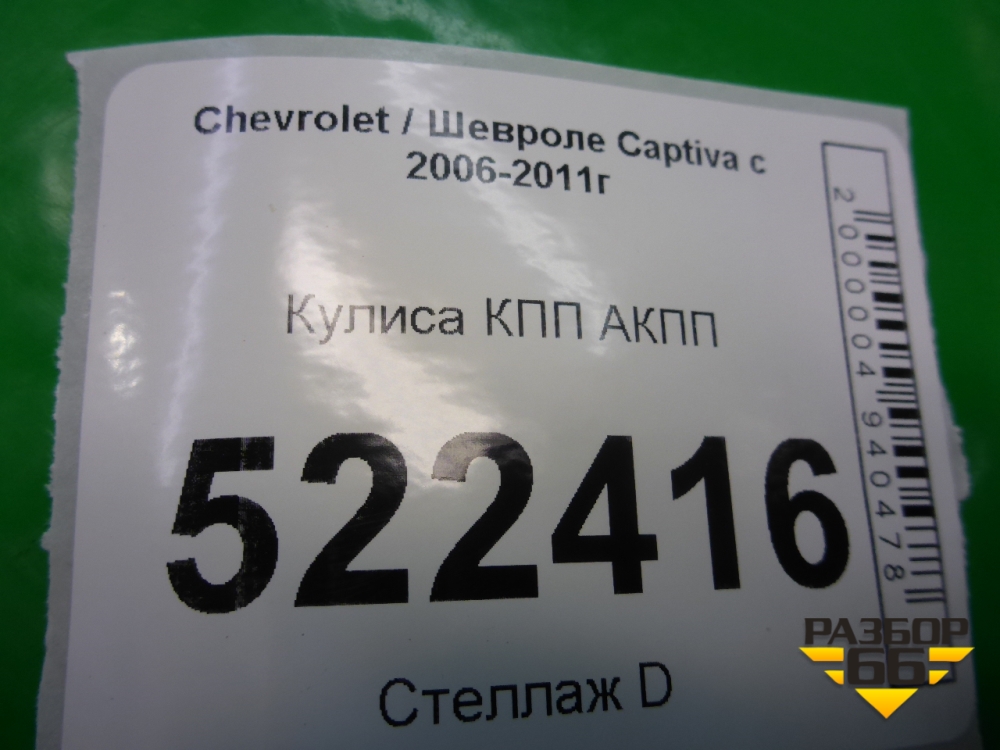 Chevrolet / Шевроле Captiva с
2006-2011г
Кулиса КПП АКПП
522416
Стеллаж D
2000004940478
РАЗБОР
66